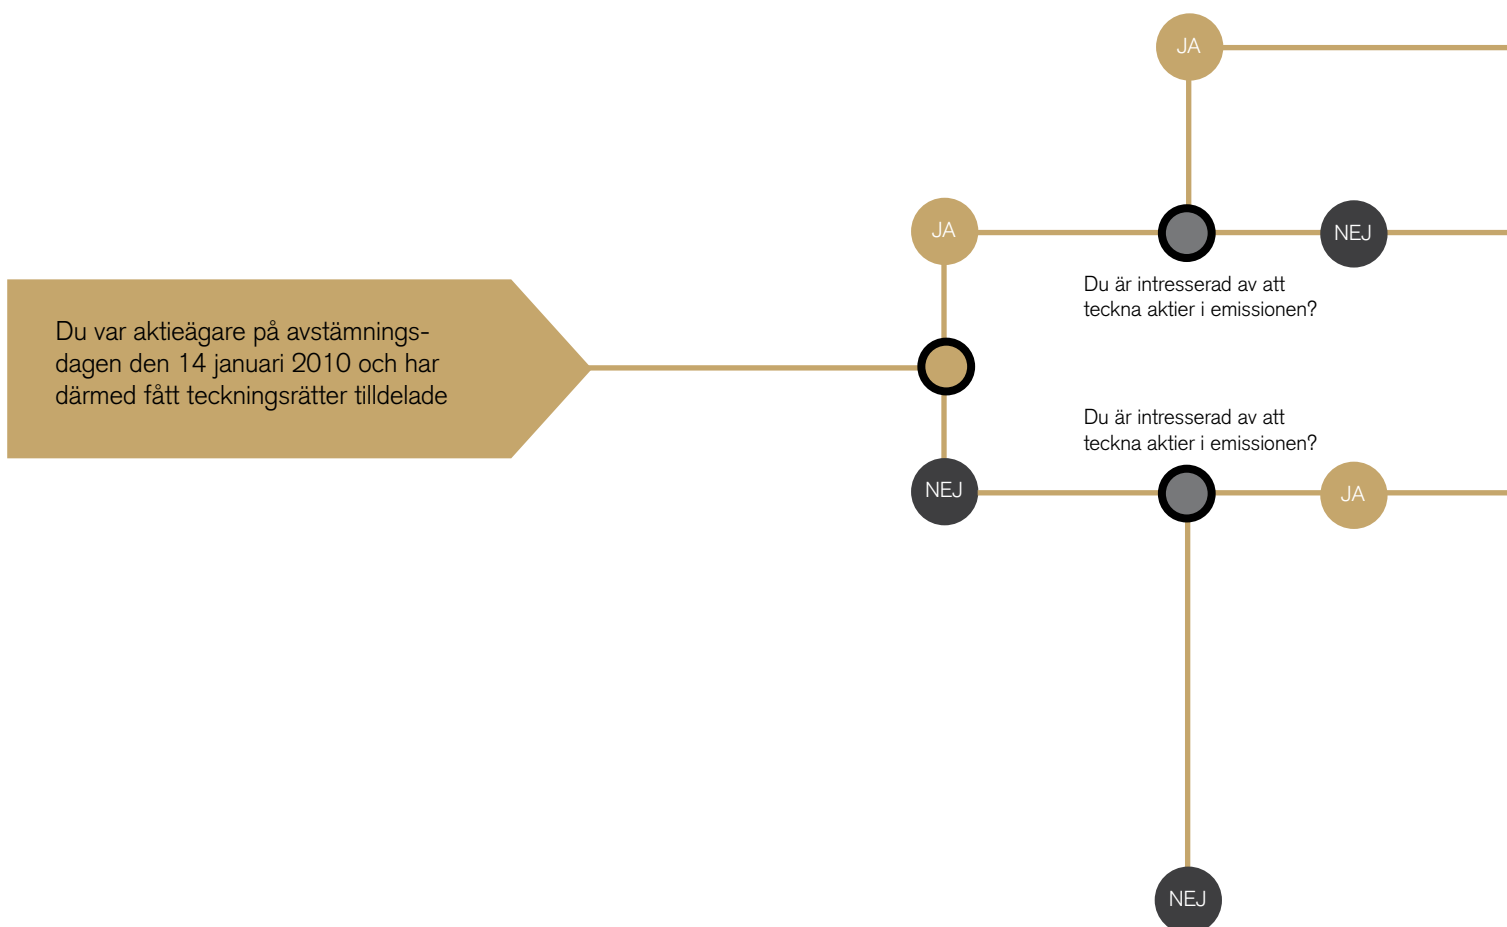 JA
JA
NEJ
Du är intresserad av att
teckna aktier i emissionen?
Du var aktieägare på avstämnings-
dagen den 14 januari 2010 och har
därmed fått teckningsrätter tilldelade
Du är intresserad av att
teckna aktier i emissionen?
NEJ
JA
NEJ